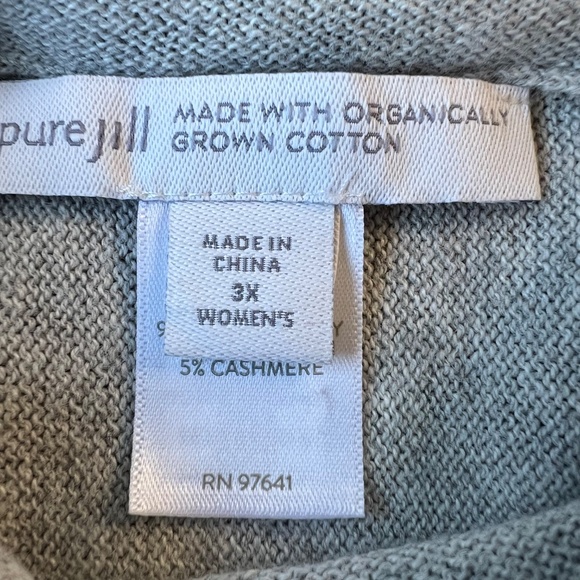 pure jill MADE WITH ORGANICALLY
GROWN COTTON
MADE IN
CHINA
3X
WOMEN'S
5% CASHMERE
RN 97641